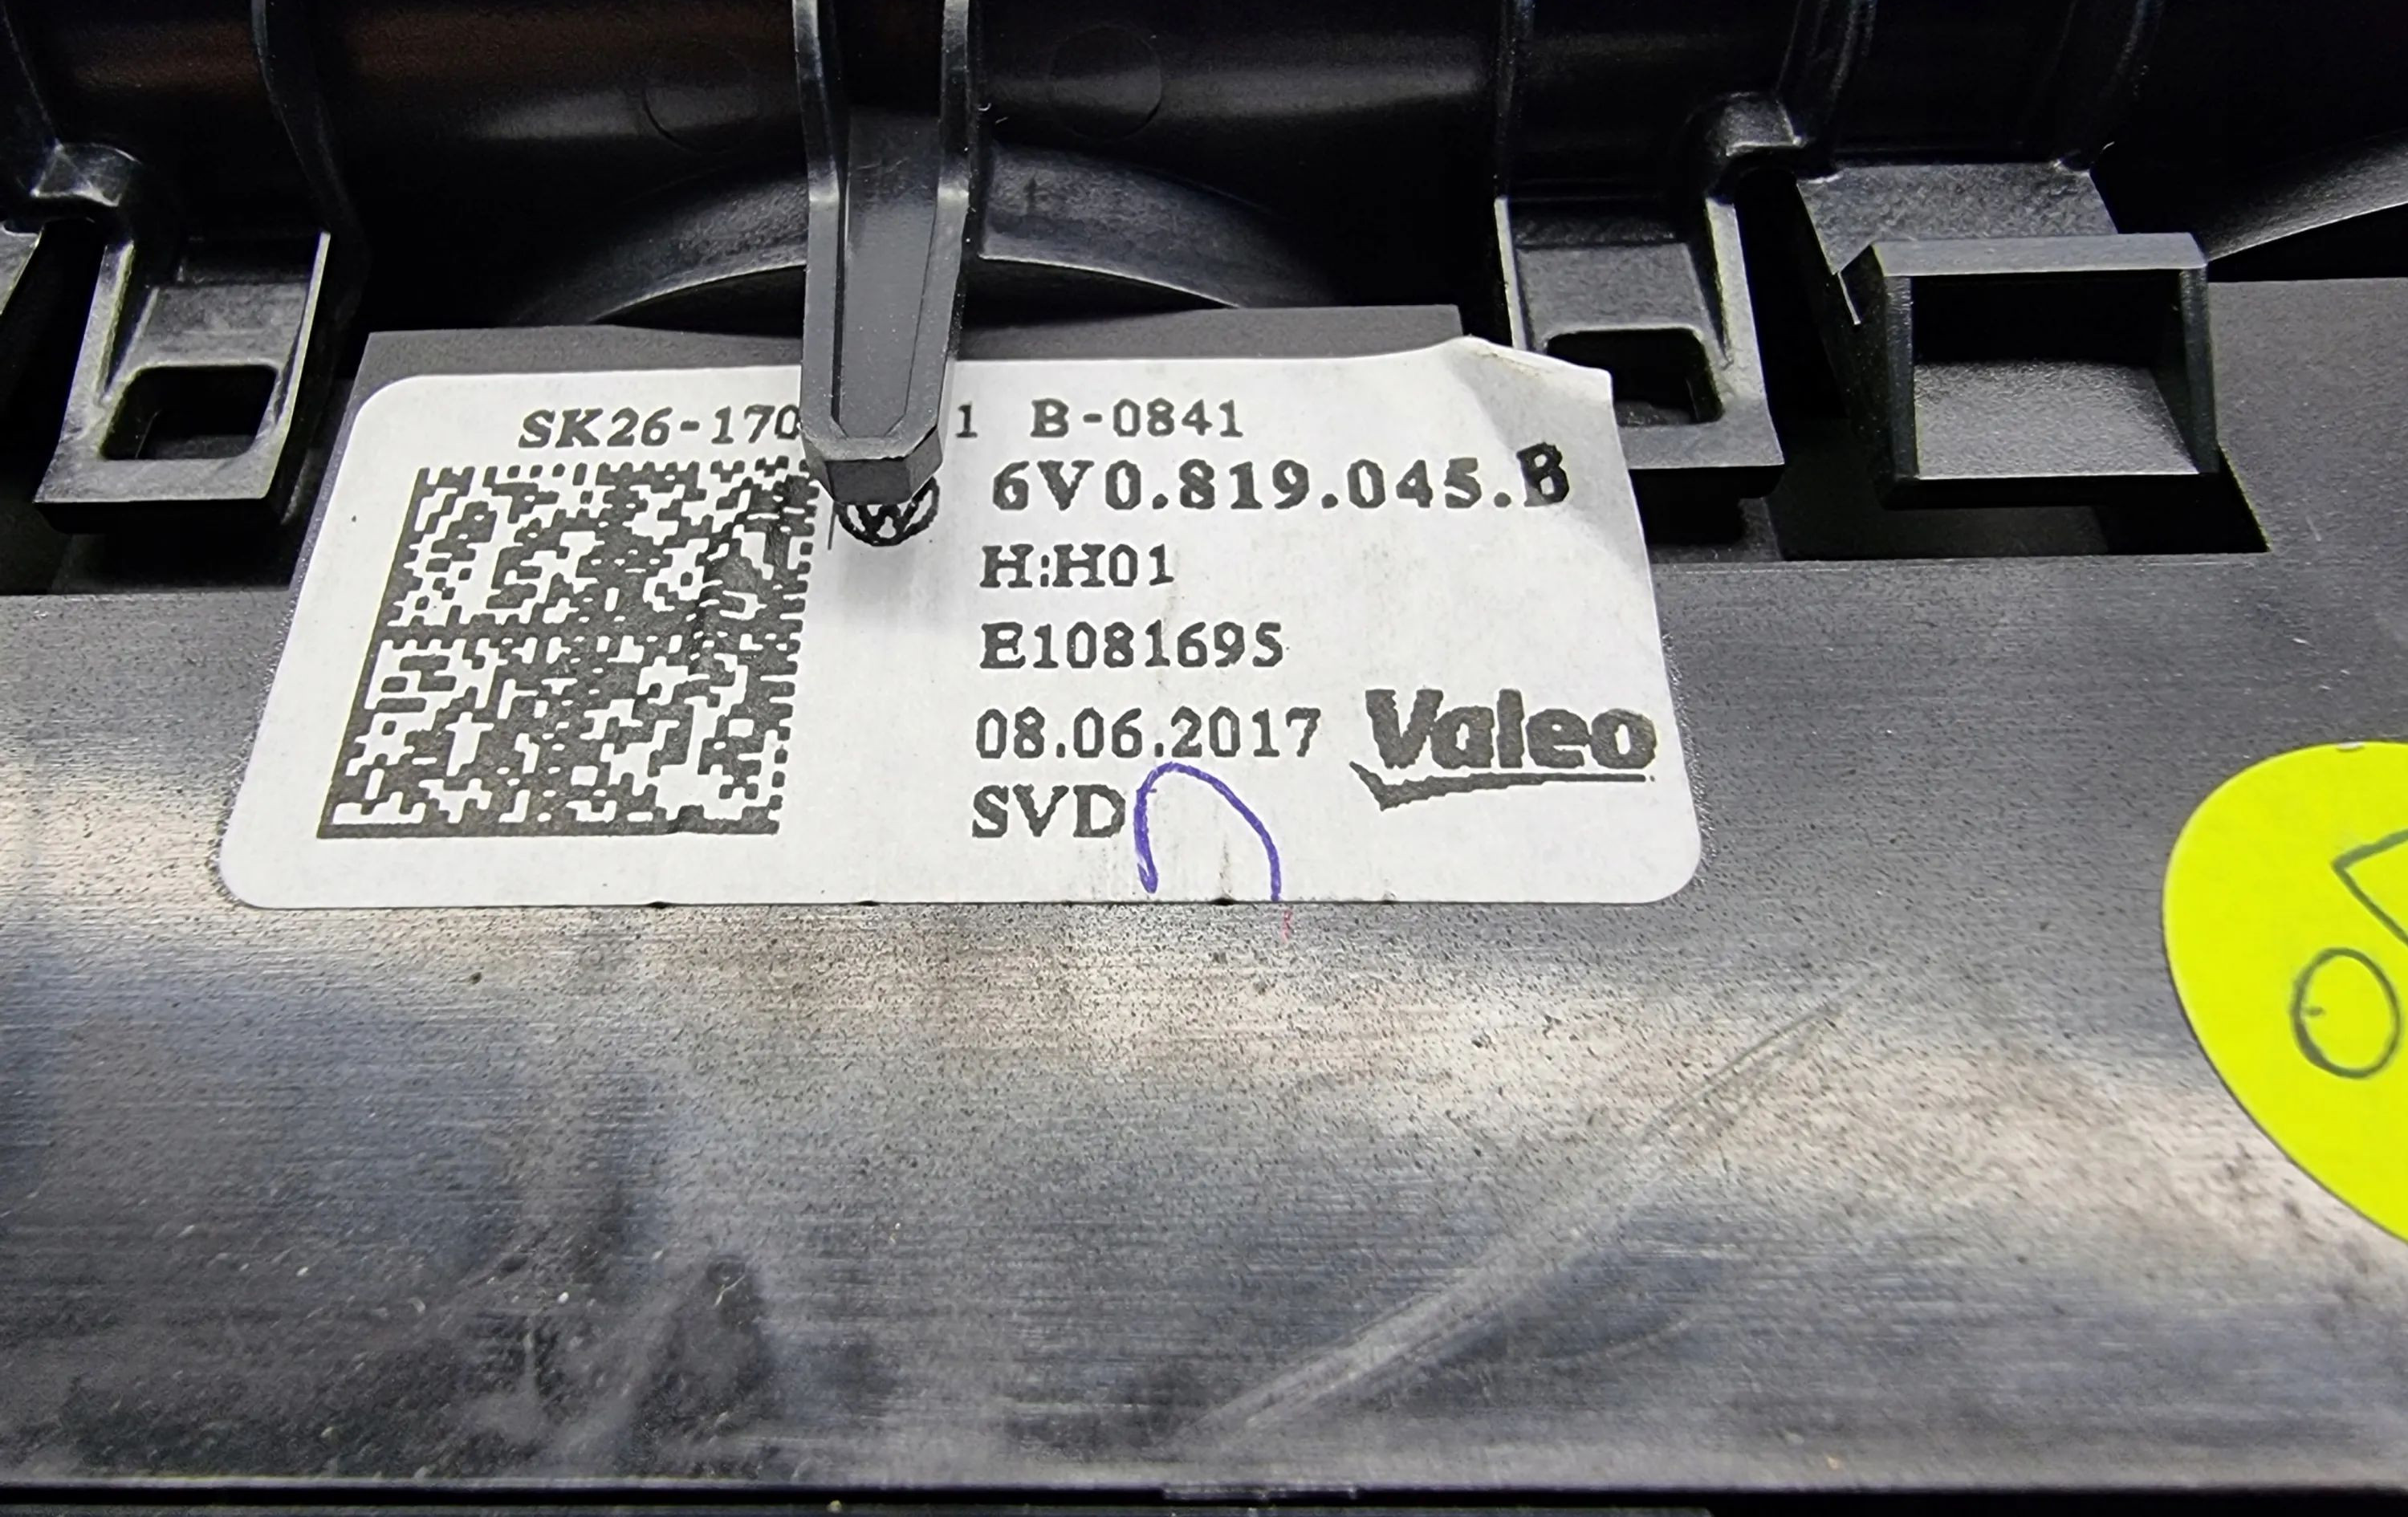 SK26-170 1 B-0841
6V0.819.045.B
H:H01
E1081695
08.06.2017
Valeo
SVD